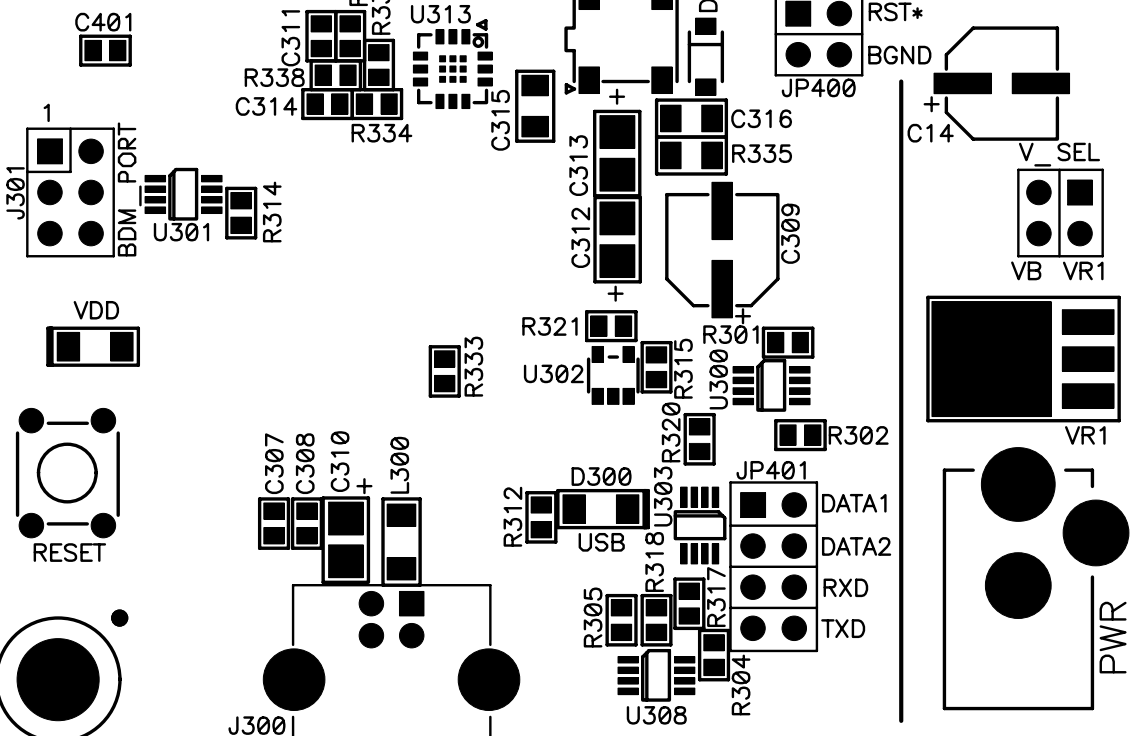 C401
C311
R33
U313
D
RST*
BGND
JP400
R338
C314
R334
C315
+
C316
R335
+
C14
1
J301
BDM_PORT
U301
R314
C313
C312
+
C309
+
V_SEL
VB
VR1
VDD
R321
R301
U302
R315
U300
R333
R320
R302
VR1
RESET
C307
C308
C310
+
L300
R312
D300
USB
U303
JP401
DATA1
DATA2
RXD
TXD
R318
R317
R305
R304
U308
J300
PWR